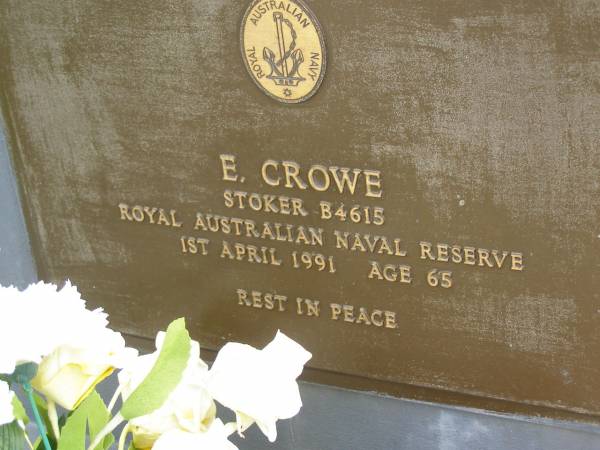 ROYAL AUSTRALIAN NAVY
E. CROWE
STOKER B4615
ROYAL AUSTRALIAN NAVAL RESERVE
1ST APRIL 1991 AGE 65
REST IN PEACE